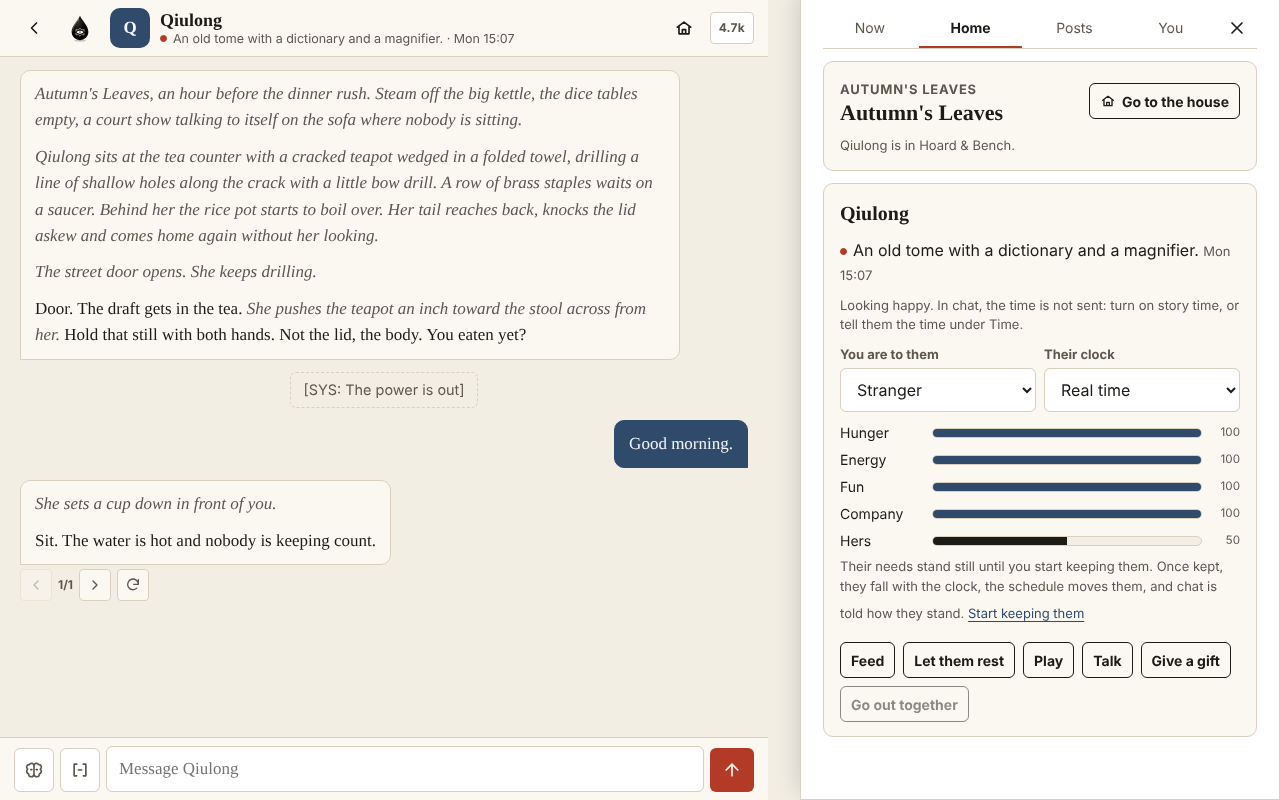 Q
Qiulong
An old tome with a dictionary and a magnifier. · Mon 15:07
4.7k
Autumn's Leaves, an hour before the dinner rush. Steam off the big kettle, the dice tables
empty, a court show talking to itself on the sofa where nobody is sitting.
Qiulong sits at the tea counter with a cracked teapot wedged in a folded towel, drilling a
line of shallow holes along the crack with a little bow drill. A row of brass staples waits on
a saucer. Behind her the rice pot starts to boil over. Her tail reaches back, knocks the lid
askew and comes home again without her looking.
The street door opens. She keeps drilling.
Door. The draft gets in the tea. She pushes the teapot an inch toward the stool across from
her. Hold that still with both hands. Not the lid, the body. You eaten yet?
[SYS: The power is out]
Good morning.
She sets a cup down in front of you.
Sit. The water is hot and nobody is keeping count.
1/1
Message Qiulong
Now
Home
Posts
You
AUTUMN'S LEAVES
Autumn's Leaves
Go to the house
Qiulong is in Hoard & Bench.
Qiulong
An old tome with a dictionary and a magnifier. Mon
15:07
Looking happy. In chat, the time is not sent: turn on story time, or
tell them the time under Time.
You are to them
Their clock
Stranger
Real time
Hunger 100
Energy 100
Fun 100
Company 100
Hers 50
Their needs stand still until you start keeping them. Once kept,
they fall with the clock, the schedule moves them, and chat is
told how they stand. Start keeping them
Feed
Let them rest
Play
Talk
Give a gift
Go out together